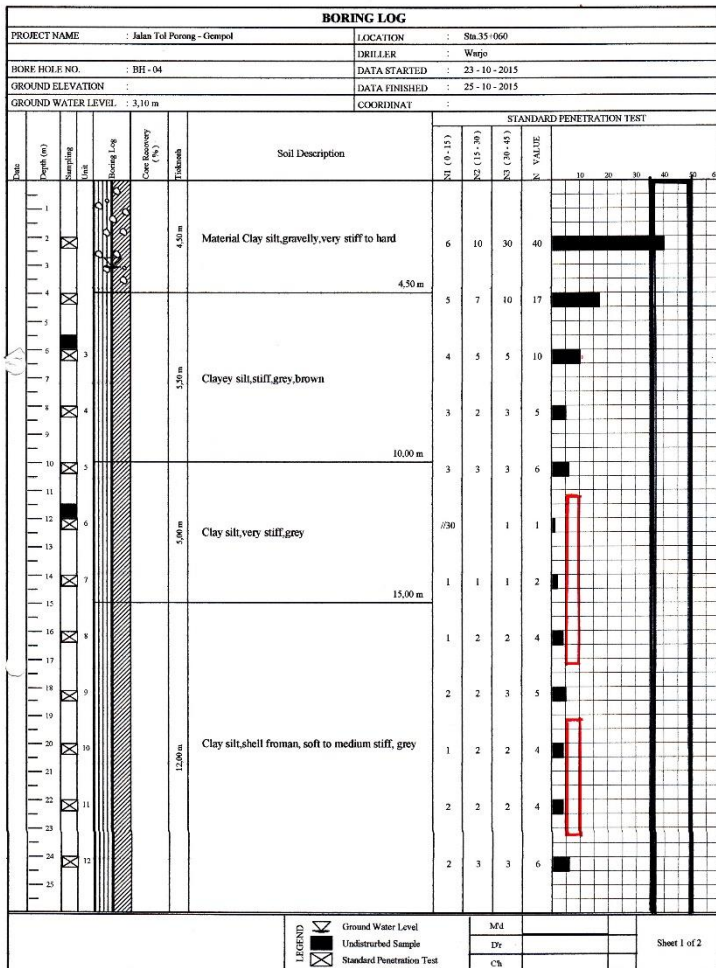 BORING LOG
PROJECT NAME : Jalan Tol Porong - Gempol LOCATION : Sta.35+060
DRILLER : Warjo
BORE HOLE NO. : BH - 04 DATA STARTED : 23 - 10 - 2015
GROUND ELEVATION : DATA FINISHED : 25 - 10 - 2015
GROUND WATER LEVEL : 3,10 m COORDINAT :
STANDARD PENETRATION TEST
Date Depth (m) Sampling Unit Boring Log Core Recovery (%) Tickmesh Soil Description N1 ( 0 - 15 ) N2 ( 15 - 30 ) N3 ( 30 - 45 ) N VALUE
10 20 30 40 50 6
1
2 4,50 m Material Clay silt,gravelly,very stiff to hard 6 10 30 40
3
4,50 m
4 5 7 10 17
5
6 3 4 5 5 10
7 5,50 m Clayey silt,stiff,grey,brown
8 4 3 2 3 5
9
10,00 m
10 5 3 3 3 6
11
12 6 5,00 m Clay silt,very stiff,grey //30 1 1
13
14 7 1 1 1 2
15,00 m
15
16 8 1 2 2 4
17
18 9 2 2 3 5
19
20 10 12,00 m Clay silt,shell froman, soft to medium stiff, grey 1 2 2 4
21
22 11 2 2 2 4
23
24 12 2 3 3 6
25
LEGEND
Ground Water Level M'd
Undisturbed Sample D'r Sheet 1 of 2
Standard Penetration Test C'h